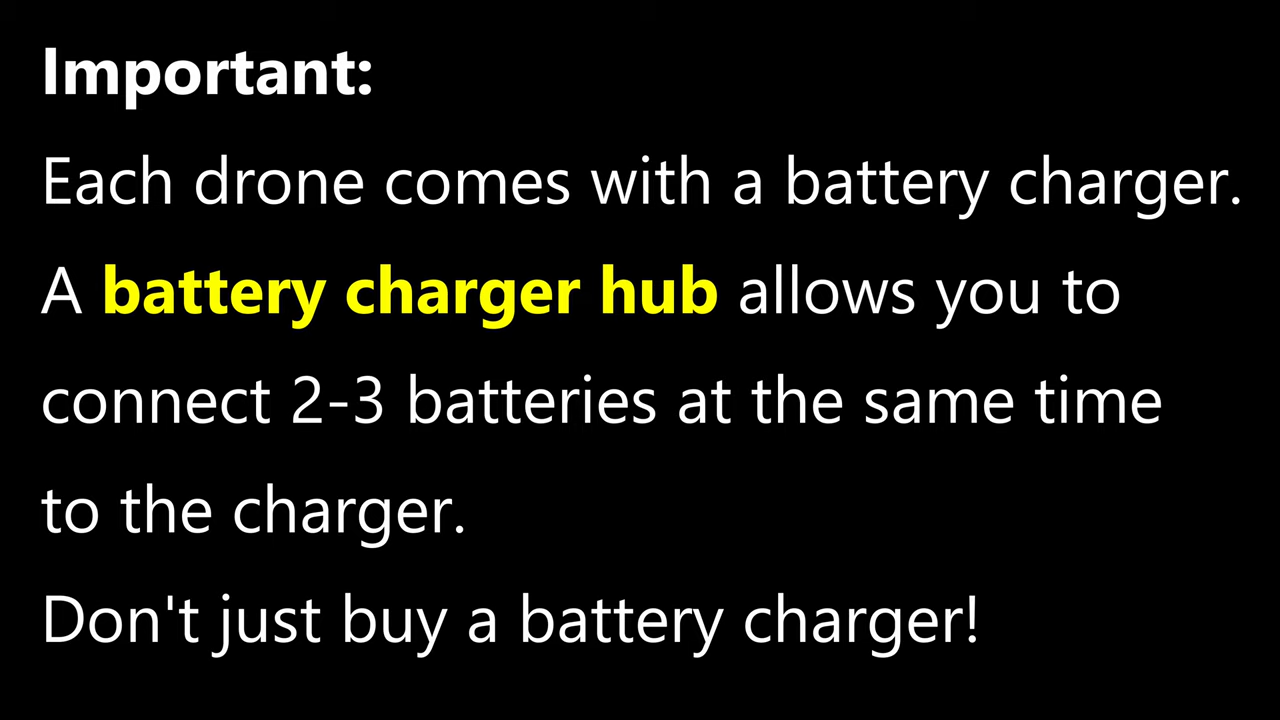 Important:
Each drone comes with a battery charger.
A battery charger hub allows you to
connect 2-3 batteries at the same time
to the charger.
Don't just buy a battery charger!